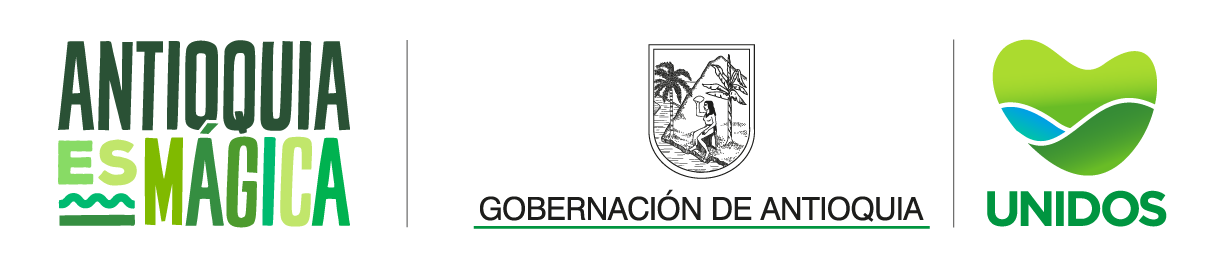 ANTIOQUIA
ES MÁGICA
GOBERNACIÓN DE ANTIOQUIA
UNIDOS